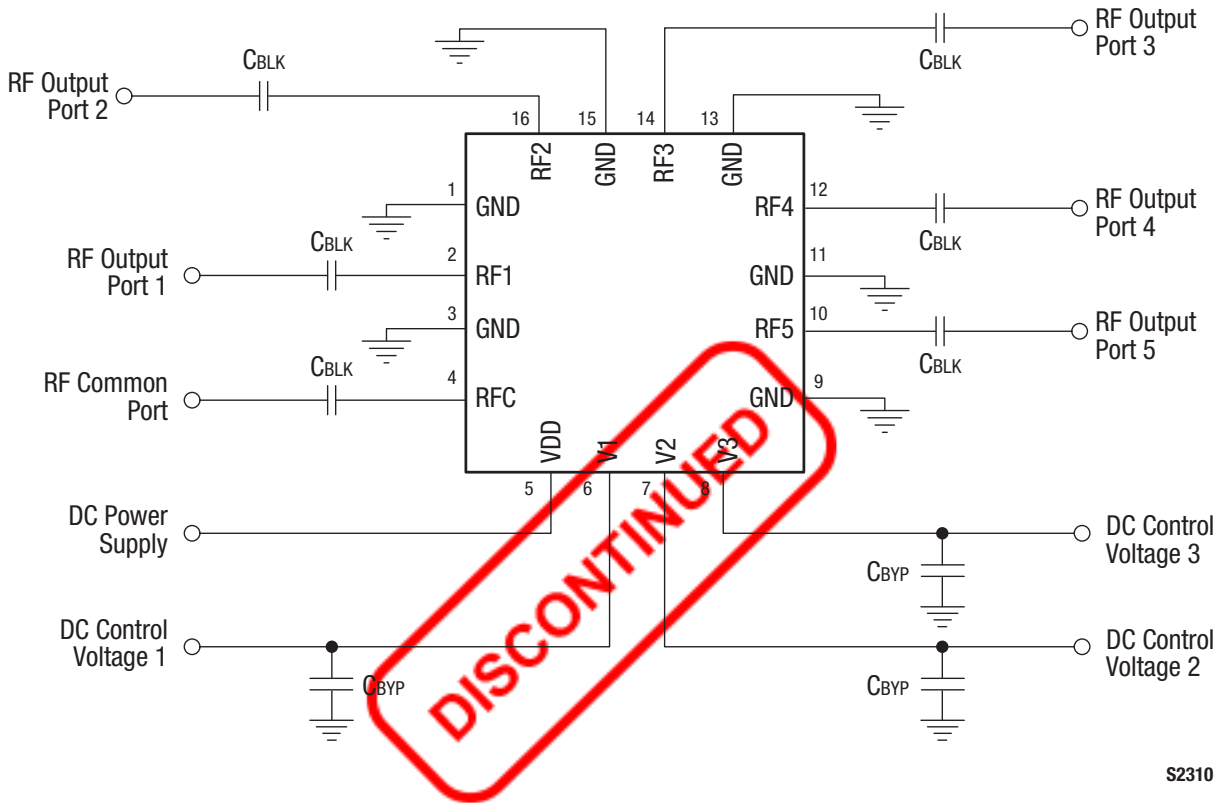 RF Output
Port 3
CBLK
CBLK
RF Output
Port 2
16
15
14
13
RF2
GND
RF3
GND
1
GND
12
RF4
CBLK
RF Output
Port 4
CBLK
RF Output
Port 1
2
RF1
11
GND
3
GND
10
RF5
CBLK
RF Output
Port 5
CBLK
RF Common
Port
4
RFC
9
GND
VDD
V1
V2
V3
5
6
7
8
DC Power
Supply
DC Control
Voltage 3
CBYP
DC Control
Voltage 1
CBYP
DC Control
Voltage 2
CBYP
DISCONTINUED
S2310